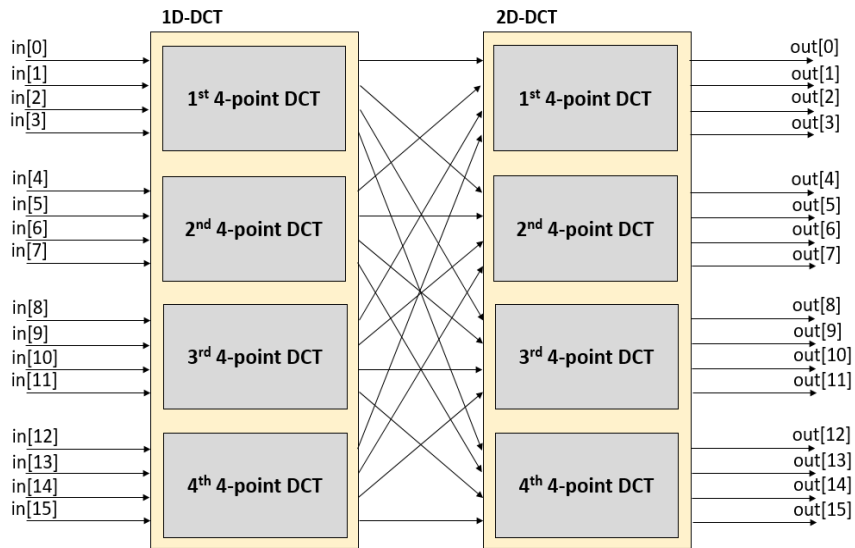 1D-DCT
2D-DCT
in[0]
in[1]
in[2]
in[3]
in[4]
in[5]
in[6]
in[7]
in[8]
in[9]
in[10]
in[11]
in[12]
in[13]
in[14]
in[15]
1st 4-point DCT
2nd 4-point DCT
3rd 4-point DCT
4th 4-point DCT
1st 4-point DCT
2nd 4-point DCT
3rd 4-point DCT
4th 4-point DCT
out[0]
out[1]
out[2]
out[3]
out[4]
out[5]
out[6]
out[7]
out[8]
out[9]
out[10]
out[11]
out[12]
out[13]
out[14]
out[15]